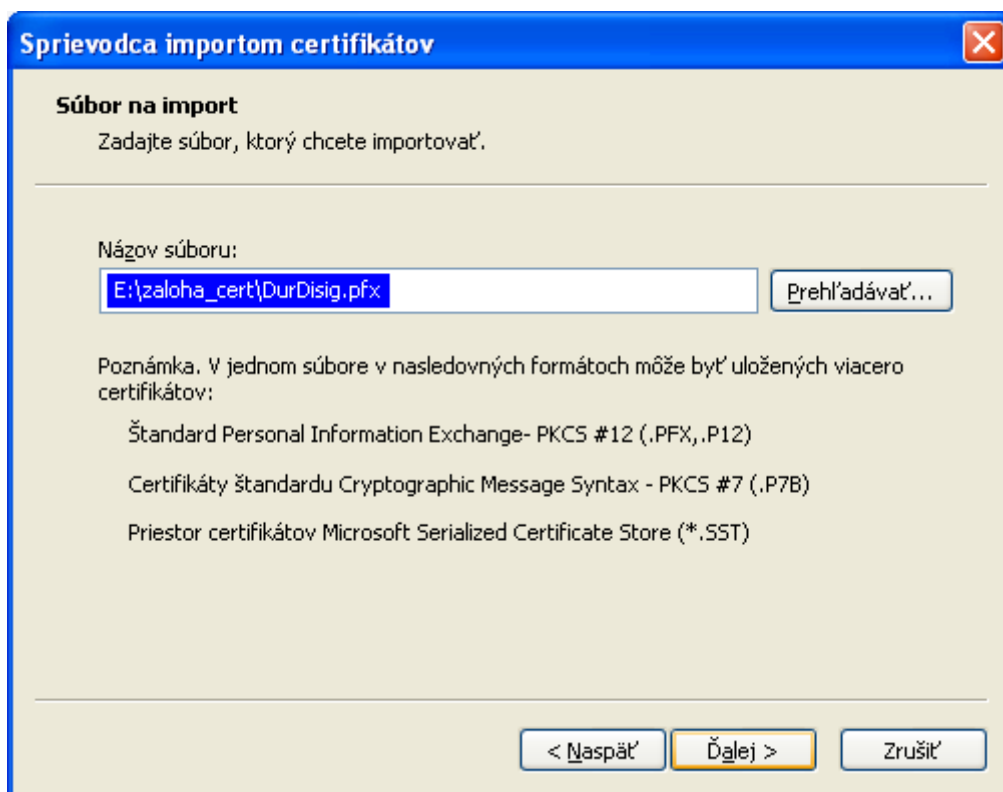 Sprievodca importom certifikátov
Súbor na import
Zadajte súbor, ktorý chcete importovať.
Názov súboru:
E:\zaloha_cert\DurDisig.pfx
Prehľadávať...
Poznámka. V jednom súbore v nasledovných formátoch môže byť uložených viacero
certifikátov:
Štandard Personal Information Exchange- PKCS #12 (.PFX,.P12)
Certifikáty štandardu Cryptographic Message Syntax - PKCS #7 (.P7B)
Priestor certifikátov Microsoft Serialized Certificate Store (*.SST)
< Naspäť
Ďalej >
Zrušiť